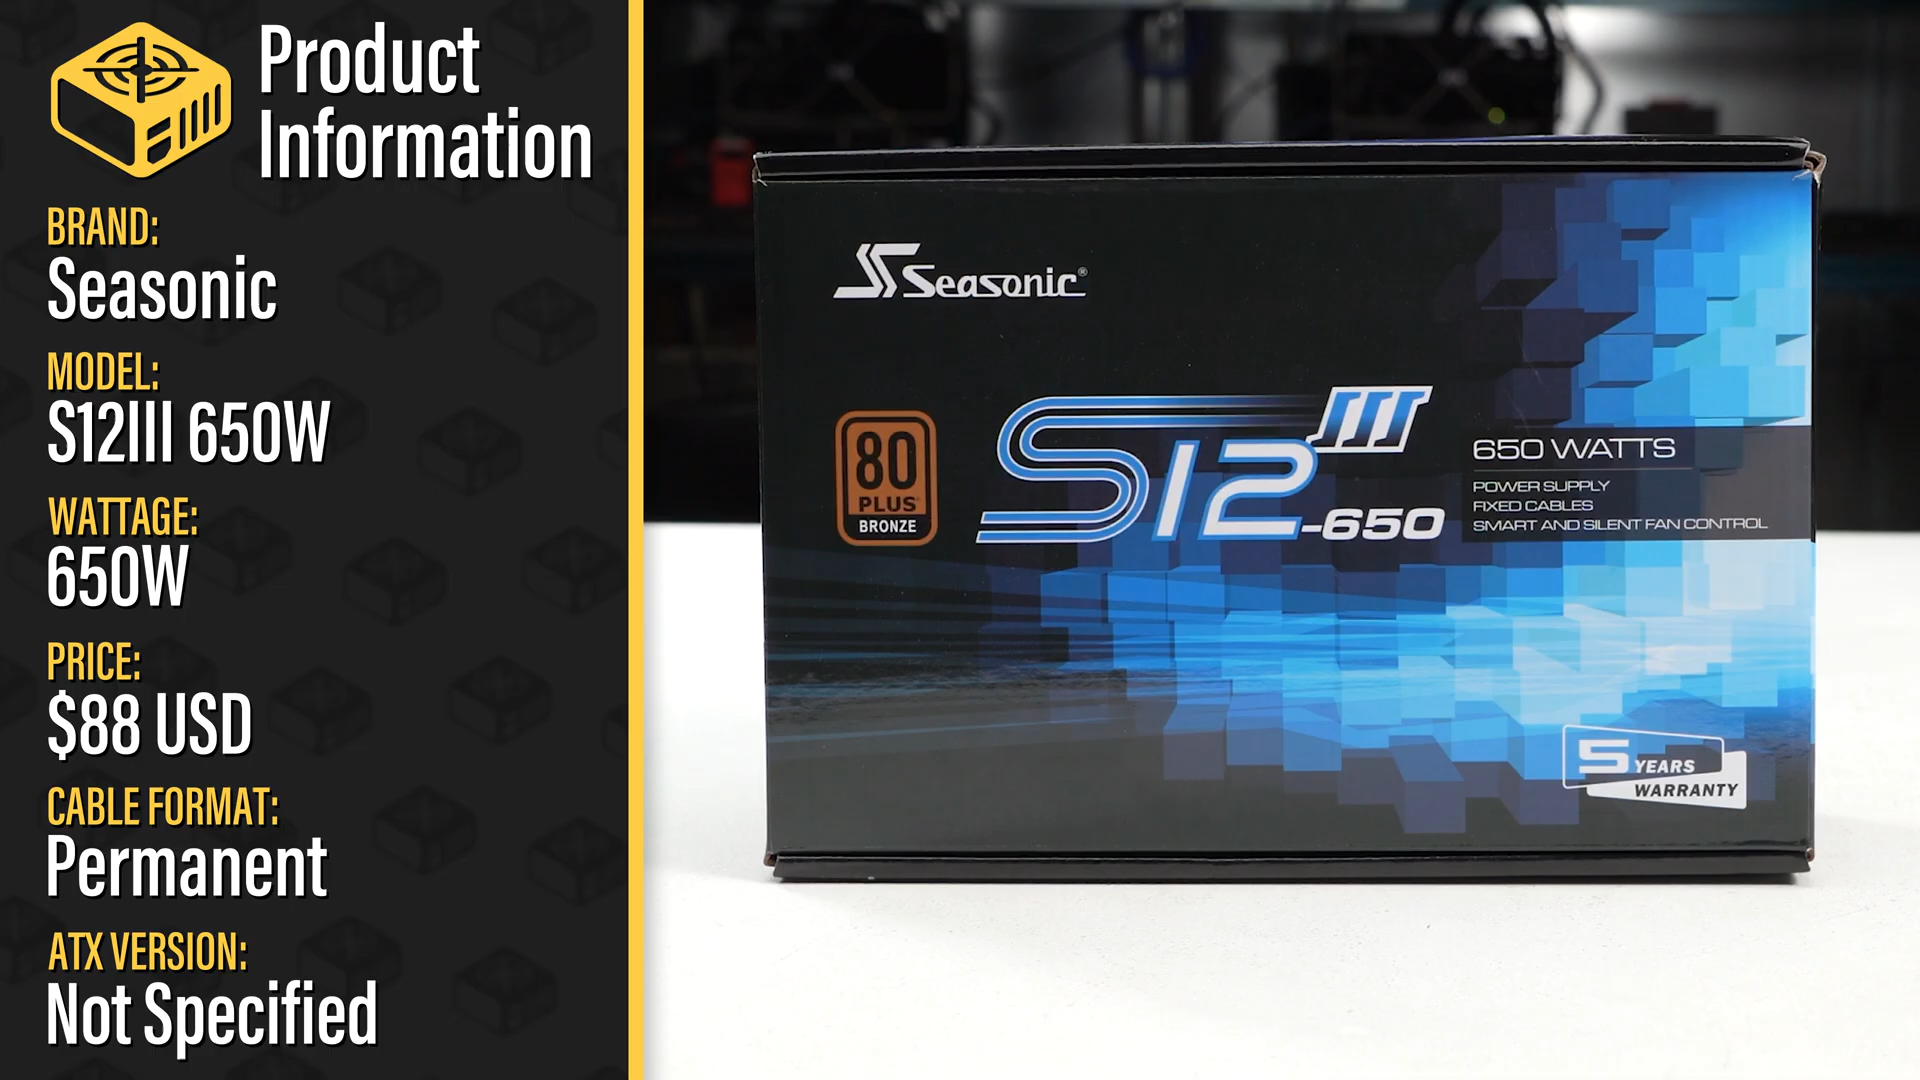 Product
Information
BRAND:
Seasonic
MODEL:
S12III 650W
WATTAGE:
650W
PRICE:
$88 USD
CABLE FORMAT:
Permanent
ATX VERSION:
Not Specified
Seasonic®
80
PLUS
BRONZE
S12III-650
650 WATTS
POWER SUPPLY
FIXED CABLES
SMART AND SILENT FAN CONTROL
5 YEARS
WARRANTY